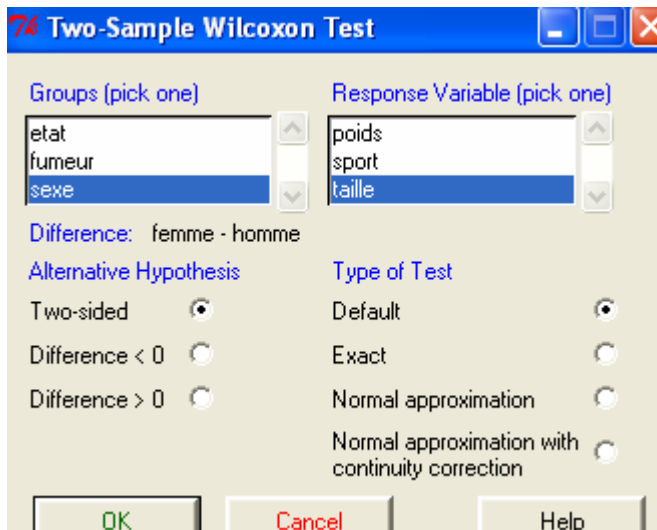 Two-Sample Wilcoxon Test
Groups (pick one)
Response Variable (pick one)
etat
fumeur
sexe
poids
sport
taille
Difference: femme - homme
Alternative Hypothesis
Two-sided
Difference < 0
Difference > 0
Type of Test
Default
Exact
Normal approximation
Normal approximation with
continuity correction
OK
Cancel
Help